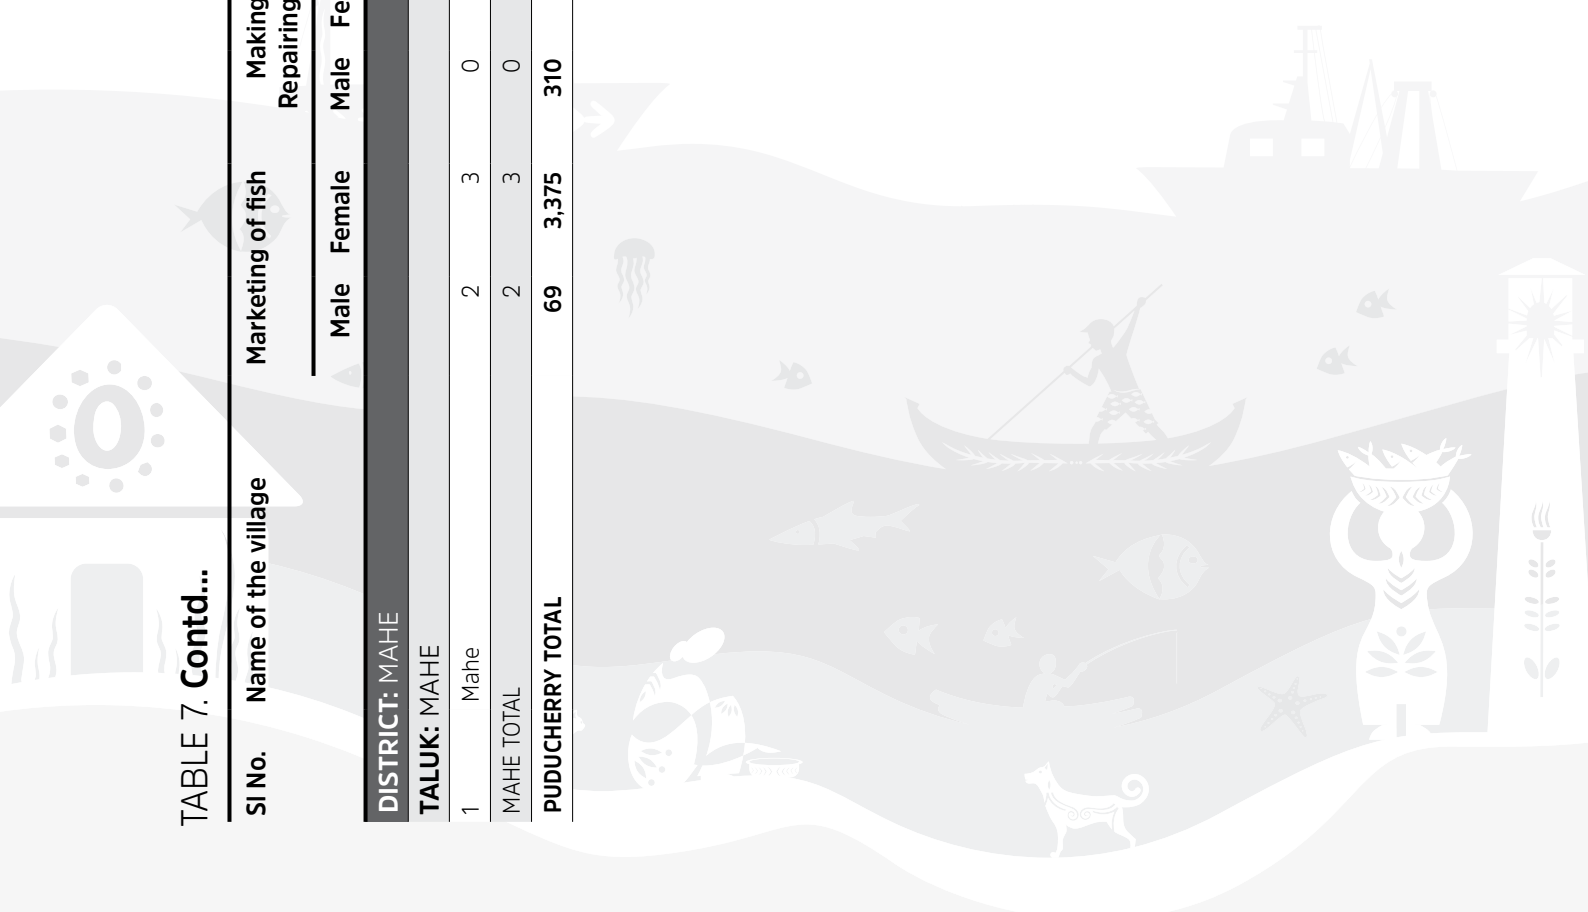 TABLE 7. Contd...
Sl No. Name of the village Marketing of fish Making
Repairing
Male Female Male Fe
DISTRICT: MAHE
TALUK: MAHE
1 Mahe 2 3 0
MAHE TOTAL 2 3 0
PUDUCHERRY TOTAL 69 3,375 310